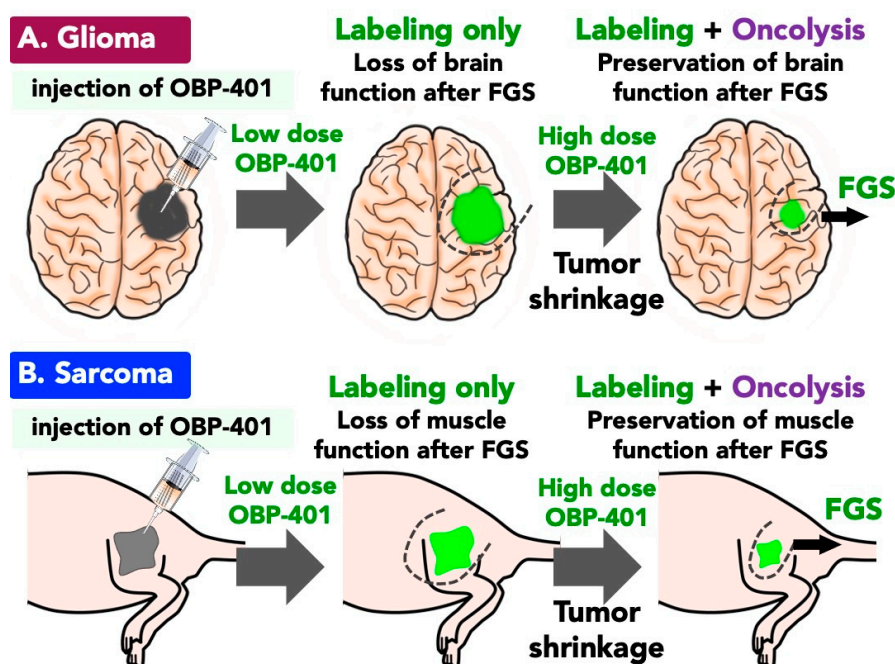 A. Glioma
injection of OBP-401
Labeling only
Loss of brain
function after FGS
Labeling + Oncolysis
Preservation of brain
function after FGS
Low dose
OBP-401
High dose
OBP-401
Tumor
shrinkage
FGS
B. Sarcoma
injection of OBP-401
Labeling only
Loss of muscle
function after FGS
Labeling + Oncolysis
Preservation of muscle
function after FGS
Low dose
OBP-401
High dose
OBP-401
Tumor
shrinkage
FGS